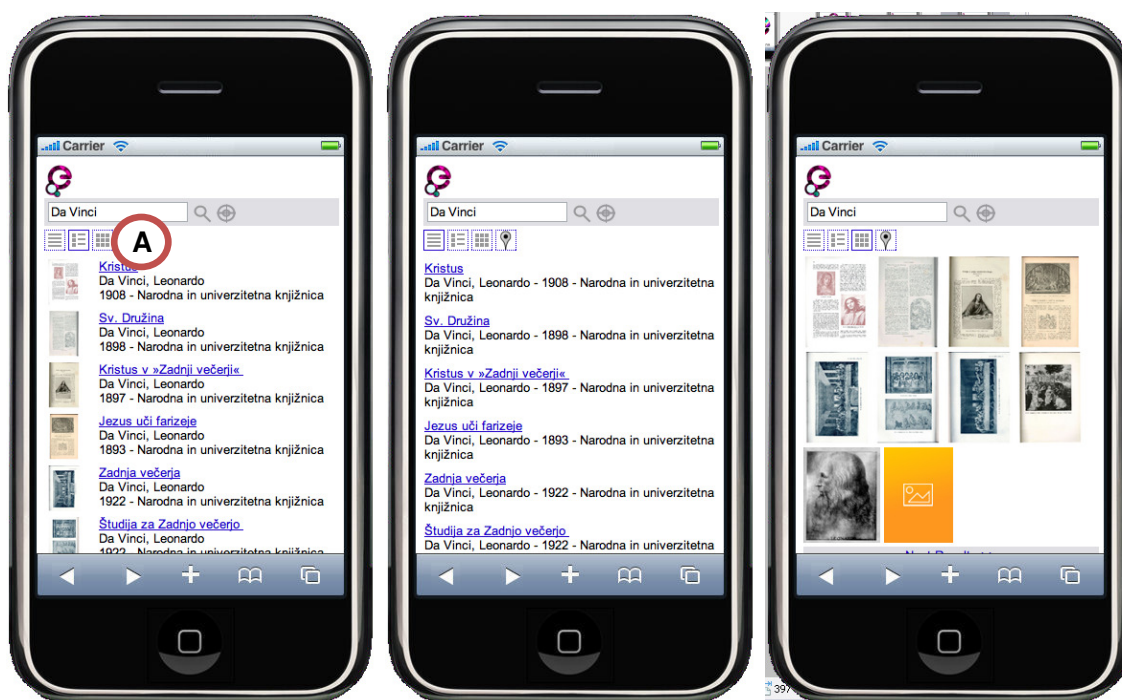 Carrier
Da Vinci
A
Kristus
Da Vinci, Leonardo
1908 - Narodna in univerzitetna knjižnica
Sv. Družina
Da Vinci, Leonardo
1898 - Narodna in univerzitetna knjižnica
Kristus v »Zadnji večerji«
Da Vinci, Leonardo
1897 - Narodna in univerzitetna knjižnica
Jezus uči farizeje
Da Vinci, Leonardo
1893 - Narodna in univerzitetna knjižnica
Zadnja večerja
Da Vinci, Leonardo
1922 - Narodna in univerzitetna knjižnica
Študija za Zadnjo večerjo
Da Vinci, Leonardo
1922 - Narodna in univerzitetna knjižnica
Carrier
Da Vinci
Kristus
Da Vinci, Leonardo - 1908 - Narodna in univerzitetna
knjižnica
Sv. Družina
Da Vinci, Leonardo - 1898 - Narodna in univerzitetna
knjižnica
Kristus v »Zadnji večerji«
Da Vinci, Leonardo - 1897 - Narodna in univerzitetna
knjižnica
Jezus uči farizeje
Da Vinci, Leonardo - 1893 - Narodna in univerzitetna
knjižnica
Zadnja večerja
Da Vinci, Leonardo - 1922 - Narodna in univerzitetna
knjižnica
Študija za Zadnjo večerjo
Da Vinci, Leonardo - 1922 - Narodna in univerzitetna
Carrier
Da Vinci
397